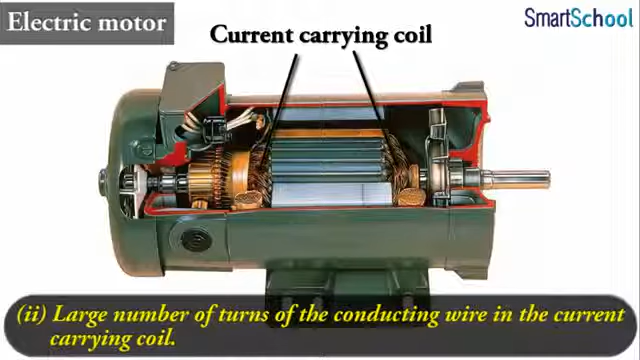 Electric motor
SmartSchool
Current carrying coil
(ii) Large number of turns of the conducting wire in the current
carrying coil.